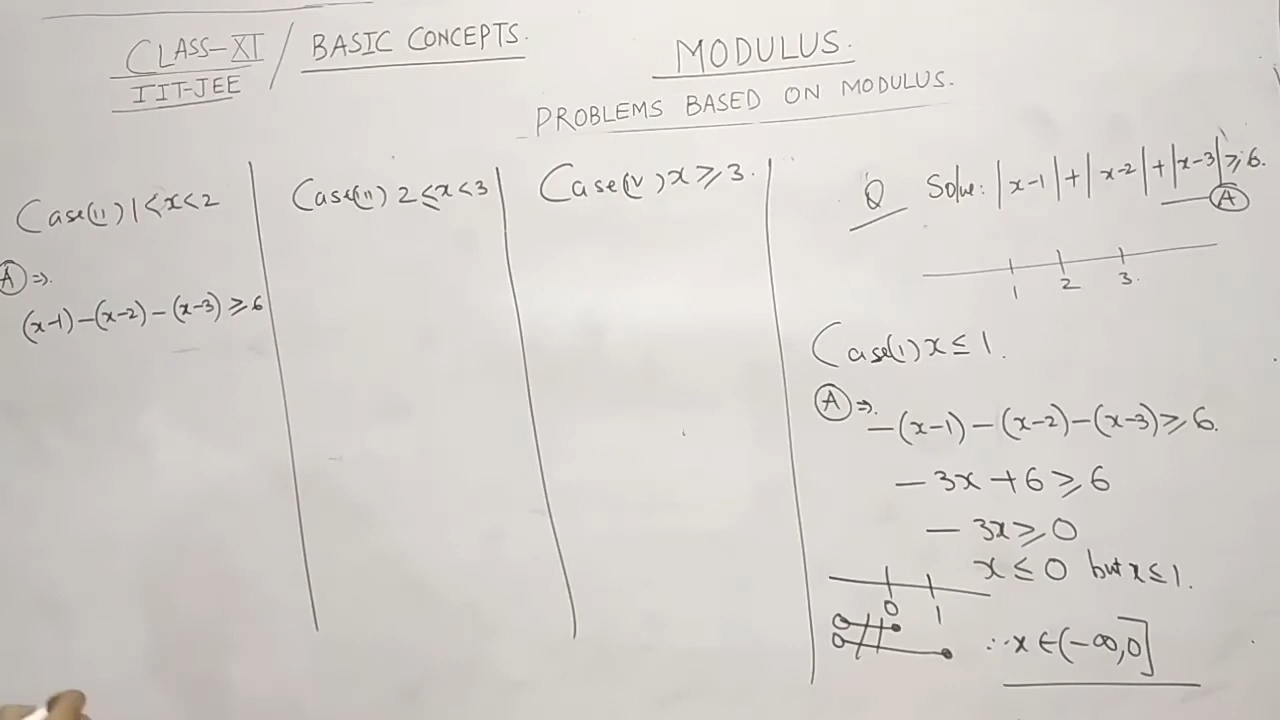 CLASS-XI / BASIC CONCEPTS.
IIT-JEE
MODULUS.
PROBLEMS BASED ON MODULUS.
Case(ii) 1<x<2
A ⇒
(x-1)-(x-2)-(x-3)≥6
Case(iii) 2≤x<3
Case(iv) x≥3.
Q Solve: |x-1|+|x-2|+|x-3|≥6.
A
1 2 3.
Case(i) x≤1.
A ⇒.
-(x-1)-(x-2)-(x-3)≥6.
-3x+6≥6
-3x≥0
x≤0 but x≤1.
0 1
∴ x∈(-∞,0]